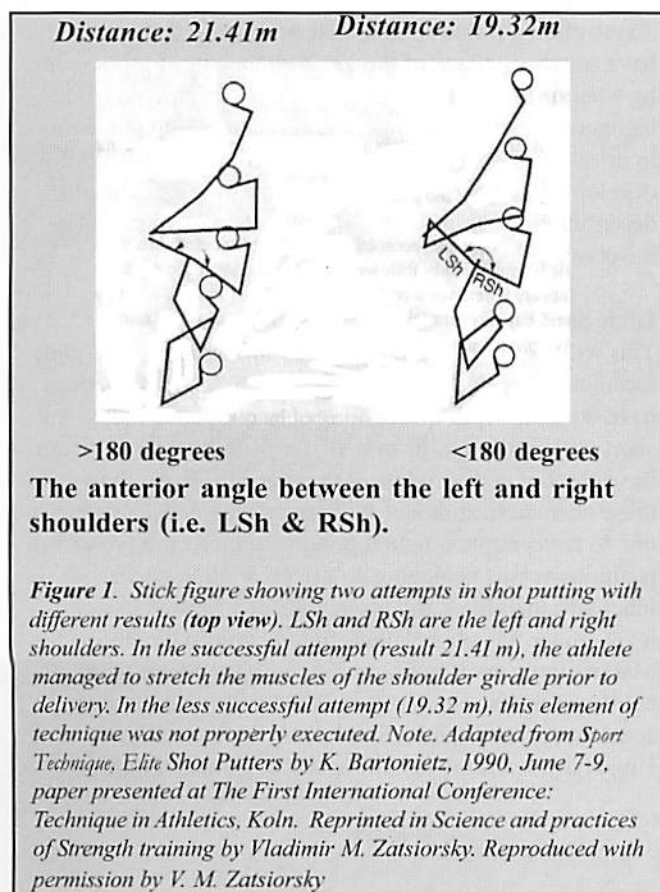 Distance: 21.41m
Distance: 19.32m
LSh
RSh
>180 degrees
<180 degrees
The anterior angle between the left and right
shoulders (i.e. LSh & RSh).
Figure 1. Stick figure showing two attempts in shot putting with
different results (top view). LSh and RSh are the left and right
shoulders. In the successful attempt (result 21.4I m), the athlete
managed to stretch the muscles of the shoulder girdle prior to
delivery. In the less successful attempt (19.32 m), this element of
technique was not properly executed. Note. Adapted from Sport
Technique, Elite Shot Putters by K. Bartonietz, 1990, June 7-9,
paper presented at The First International Conference:
Technique in Athletics, Koln. Reprinted in Science and practices
of Strength training by Vladimir M. Zatsiorsky. Reproduced with
permission by V. M. Zatsiorsky